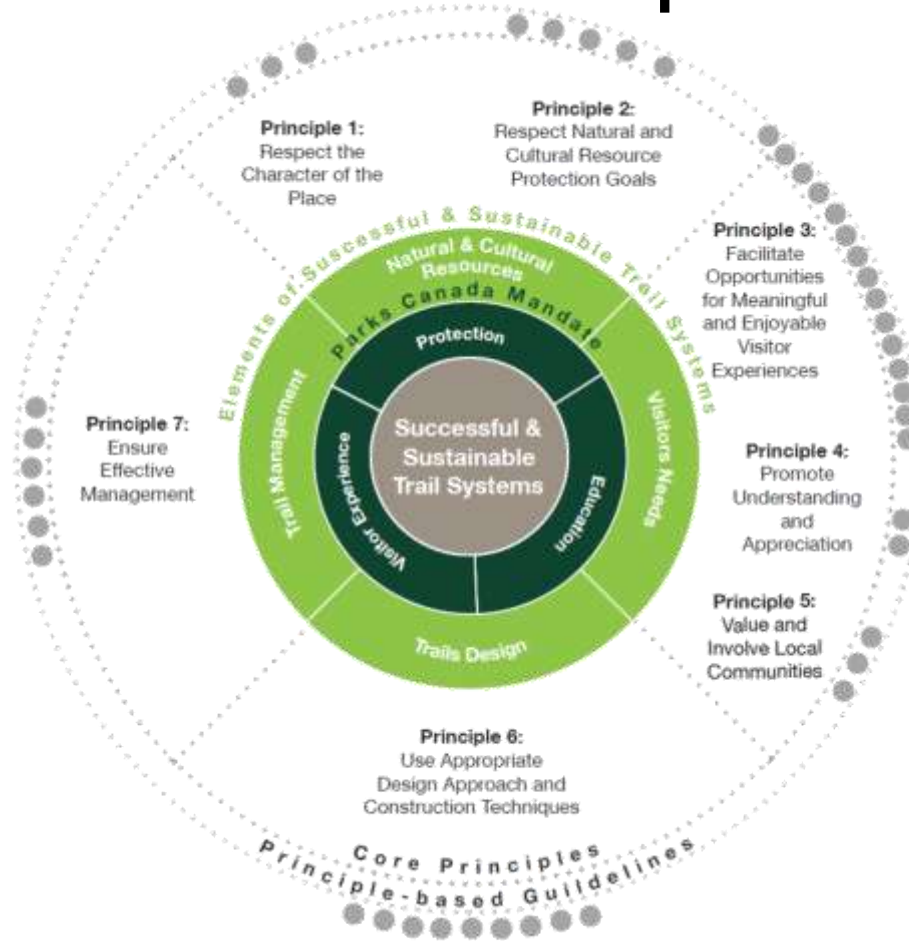 Principle 1:
Respect the
Character of the
Place
Principle 2:
Respect Natural and
Cultural Resource
Protection Goals
Principle 3:
Facilitate
Opportunities
for Meaningful
and Enjoyable
Visitor
Experiences
Principle 4:
Promote
Understanding
and
Appreciation
Principle 5:
Value and
Involve Local
Communities
Principle 6:
Use Appropriate
Design Approach and
Construction Techniques
Principle 7:
Ensure
Effective
Management
Elements of Suscessful & Sustainable Trail Systems
Natural & Cultural
Resources
Parks Canada Mandate
Protection
Successful &
Sustainable
Trail Systems
Trail Management
Visitor Experience
Education
Visitors Needs
Trails Design
Core Principles
Principle-based Guildelines